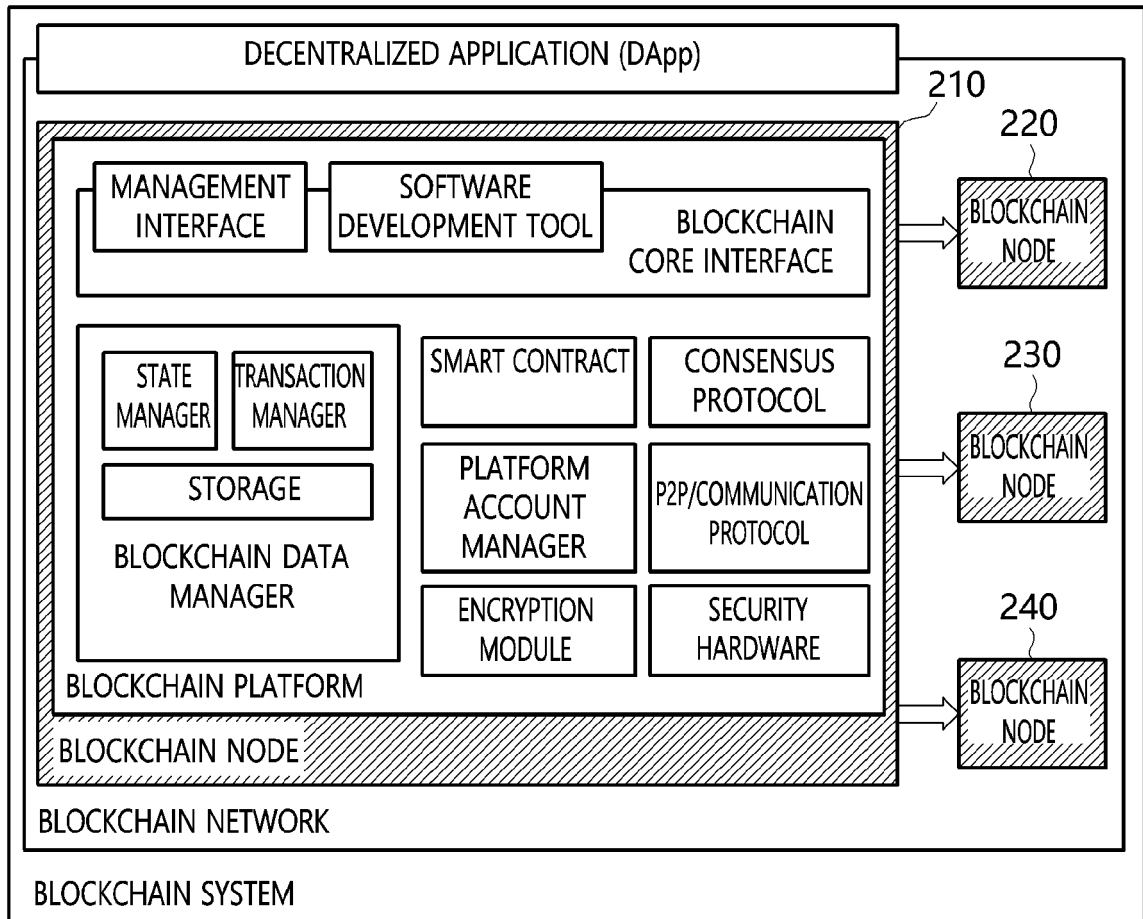 DECENTRALIZED APPLICATION (DApp)
210
220
MANAGEMENT
INTERFACE
SOFTWARE
DEVELOPMENT TOOL
BLOCKCHAIN
CORE INTERFACE
BLOCKCHAIN
NODE
STATE
MANAGER
TRANSACTION
MANAGER
STORAGE
BLOCKCHAIN DATA
MANAGER
SMART CONTRACT
CONSENSUS
PROTOCOL
230
BLOCKCHAIN
NODE
PLATFORM
ACCOUNT
MANAGER
P2P/COMMUNICATION
PROTOCOL
ENCRYPTION
MODULE
SECURITY
HARDWARE
240
BLOCKCHAIN
NODE
BLOCKCHAIN PLATFORM
BLOCKCHAIN NODE
BLOCKCHAIN NETWORK
BLOCKCHAIN SYSTEM